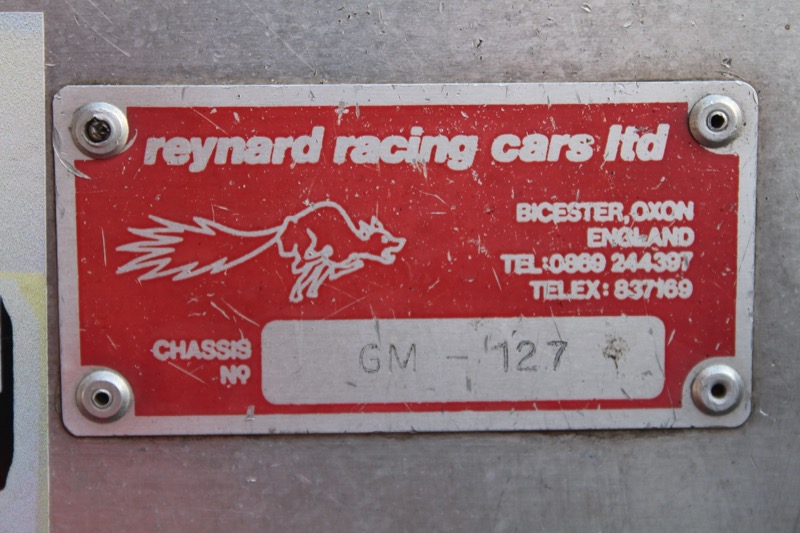 reynard racing cars ltd
BICESTER, OXON
ENGLAND
TEL: 0869 244397
TELEX: 837169
CHASSIS
Nº
GM - 127